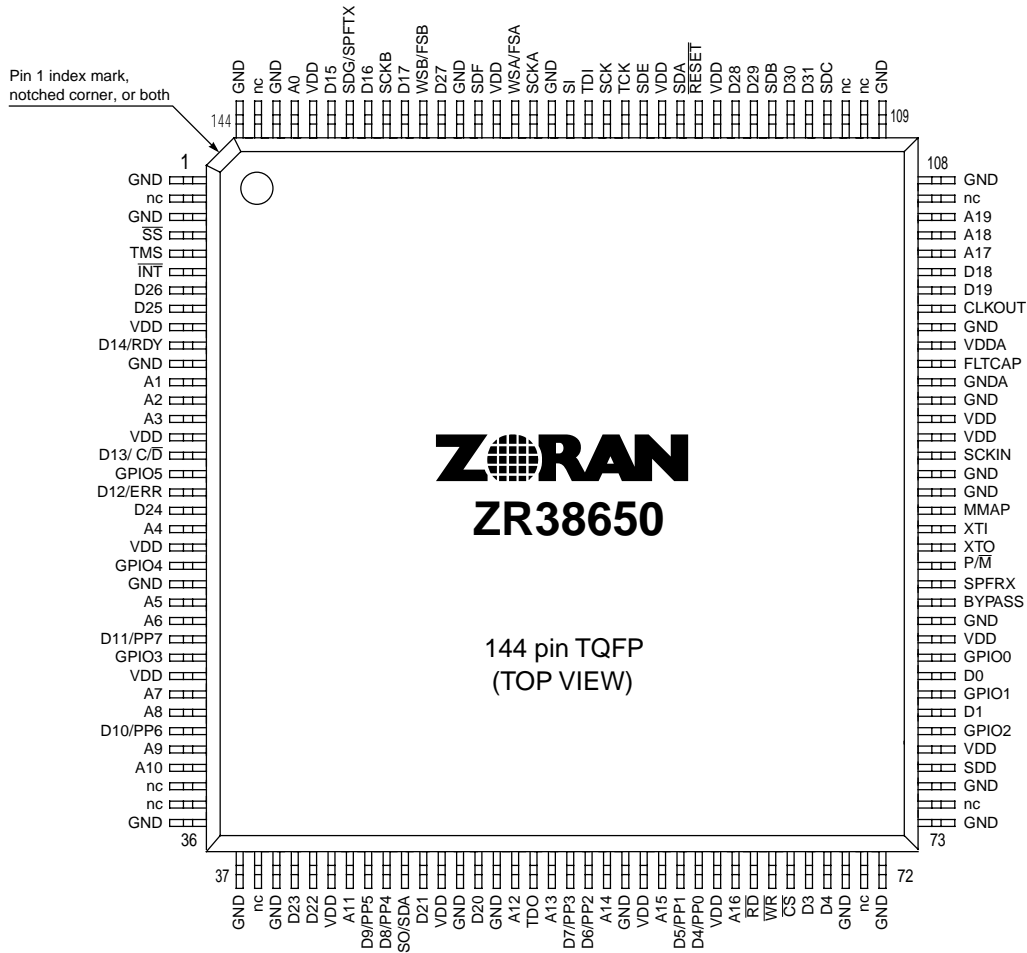 Pin 1 index mark,
notched corner, or both
144
GND
nc
GND
A0
VDD
D15
SDG/SPFTX
D16
SCKB
D17
WSB/FSB
D27
GND
SDF
VDD
WSA/FSA
SCKA
GND
SI
TDI
SCK
TCK
SDE
VDD
SDA
RESET
VDD
D28
D29
SDB
D30
D31
SDC
nc
nc
GND
109
1
GND
nc
GND
SS
TMS
INT
D26
D25
VDD
D14/RDY
GND
A1
A2
A3
VDD
D13/ C/D
GPIO5
D12/ERR
D24
A4
VDD
GPIO4
GND
A5
A6
D11/PP7
GPIO3
VDD
A7
A8
D10/PP6
A9
A10
nc
nc
GND
36
ZORAN
ZR38650
144 pin TQFP
(TOP VIEW)
108
GND
nc
A19
A18
A17
D18
D19
CLKOUT
GND
VDDA
FLTCAP
GNDA
GND
VDD
VDD
SCKIN
GND
GND
MMAP
XTI
XTO
P/M
SPFRX
BYPASS
GND
VDD
GPIO0
D0
GPIO1
D1
GPIO2
VDD
SDD
GND
nc
GND
73
37
GND
nc
GND
D23
D22
VDD
A11
D9/PP5
D8/PP4
SO/SDA
D21
VDD
GND
D20
GND
A12
TDO
A13
D7/PP3
D6/PP2
A14
GND
VDD
A15
D5/PP1
D4/PP0
VDD
A16
RD
WR
CS
D3
D4
GND
nc
GND
72